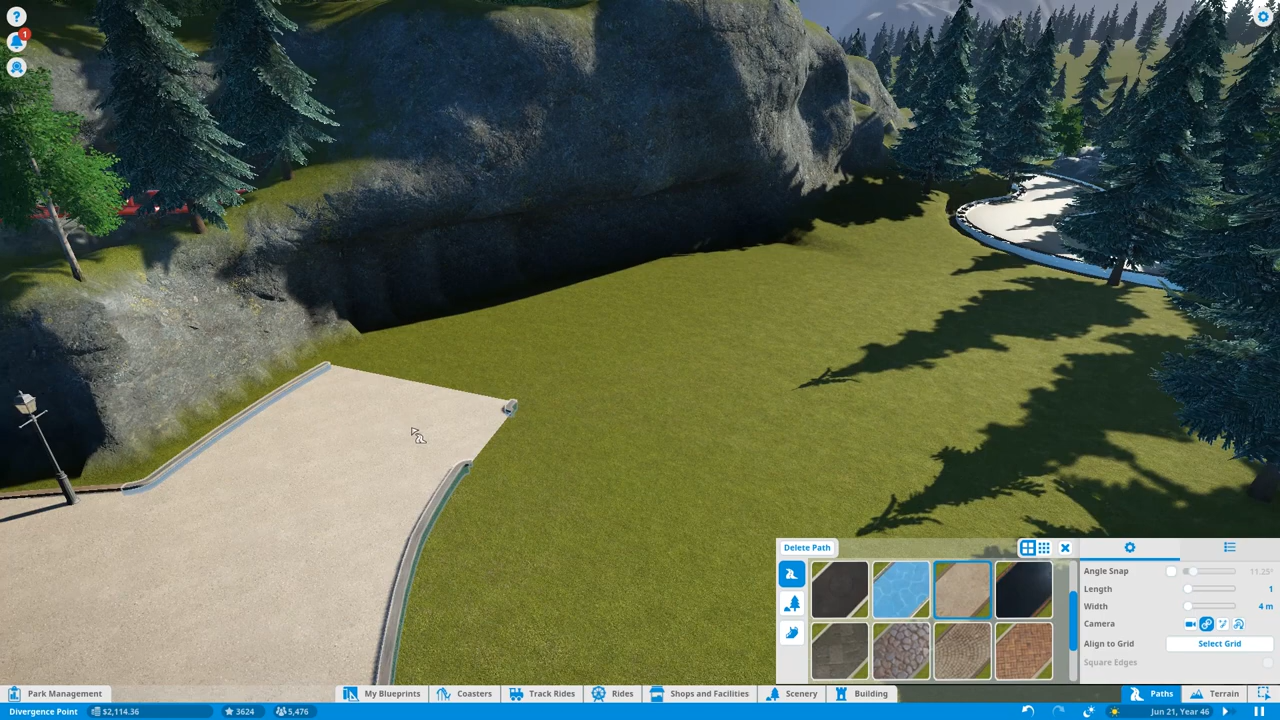 ?
1
Delete Path
Angle Snap 11.25°
Length 1
Width 4 m
Camera
Align to Grid Select Grid
Square Edges
Park Management My Blueprints Coasters Track Rides Rides Shops and Facilities Scenery Building Paths Terrain
Divergence Point $2,114.36 3624 5,476 Jun 21, Year 46